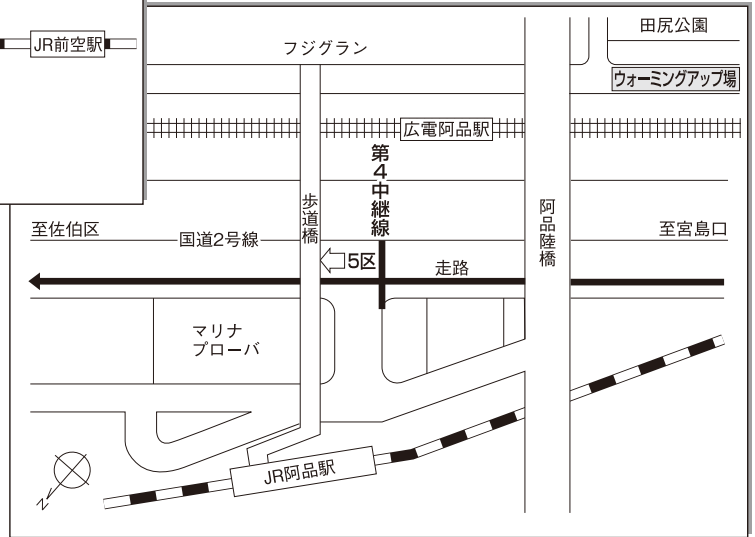 JR前空駅
田尻公園
フジグラン
ウォーミングアップ場
広電阿品駅
第4中継線
歩道橋
阿品陸橋
至佐伯区
国道2号線
至宮島口
5区
走路
マリナ
プローバ
JR阿品駅
N